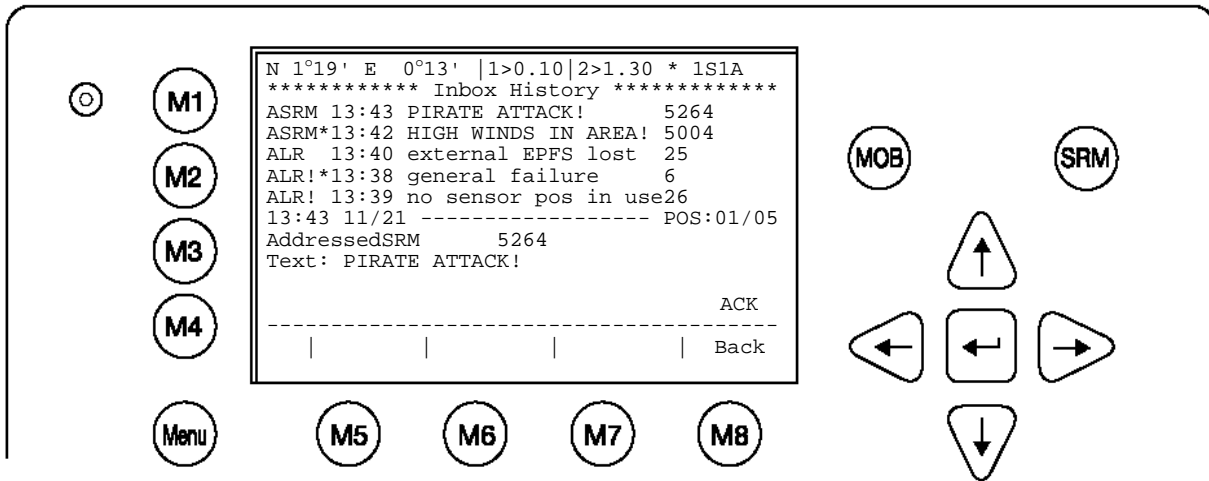 N 1°19' E  0°13' |1>0.10|2>1.30 * 1S1A
************ Inbox History *************
ASRM 13:43 PIRATE ATTACK! 5264
ASRM*13:42 HIGH WINDS IN AREA! 5004
ALR 13:40 external EPFS lost 25
ALR!*13:38 general failure 6
ALR! 13:39 no sensor pos in use26
13:43 11/21 ------------------ POS:01/05
AddressedSRM 5264
Text: PIRATE ATTACK!
ACK
----------------------------------------
| | | | Back
M1
M2
M3
M4
Menu
M5 M6 M7 M8
MOB SRM